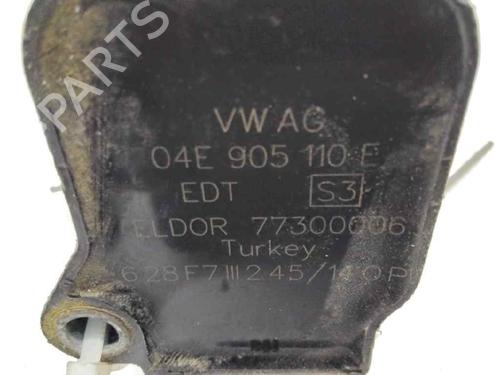 PARTS
VW AG
04E 905 110 E
EDT S3
ELDOR 77300006
Turkey